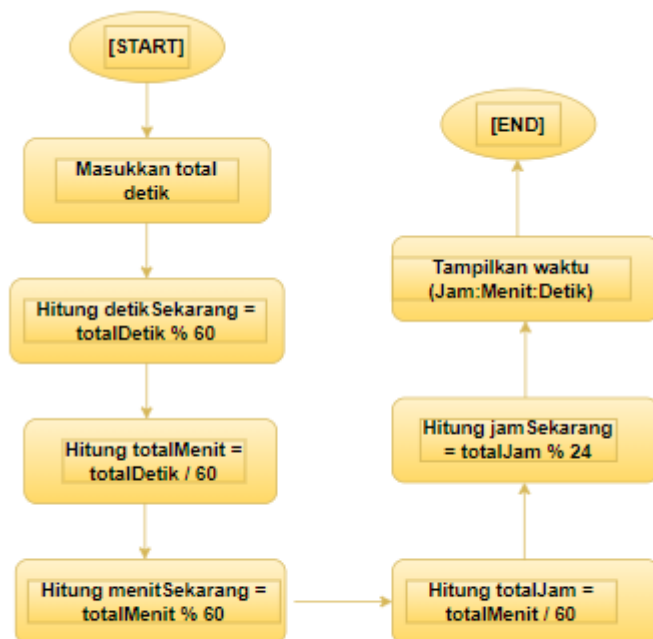 [START]
Masukkan total
detik
Hitung detikSekarang =
totalDetik % 60
Hitung totalMenit =
totalDetik / 60
Hitung menitSekarang =
totalMenit % 60
Hitung totalJam =
totalMenit / 60
Hitung jamSekarang
= totalJam % 24
Tampilkan waktu
(Jam:Menit:Detik)
[END]